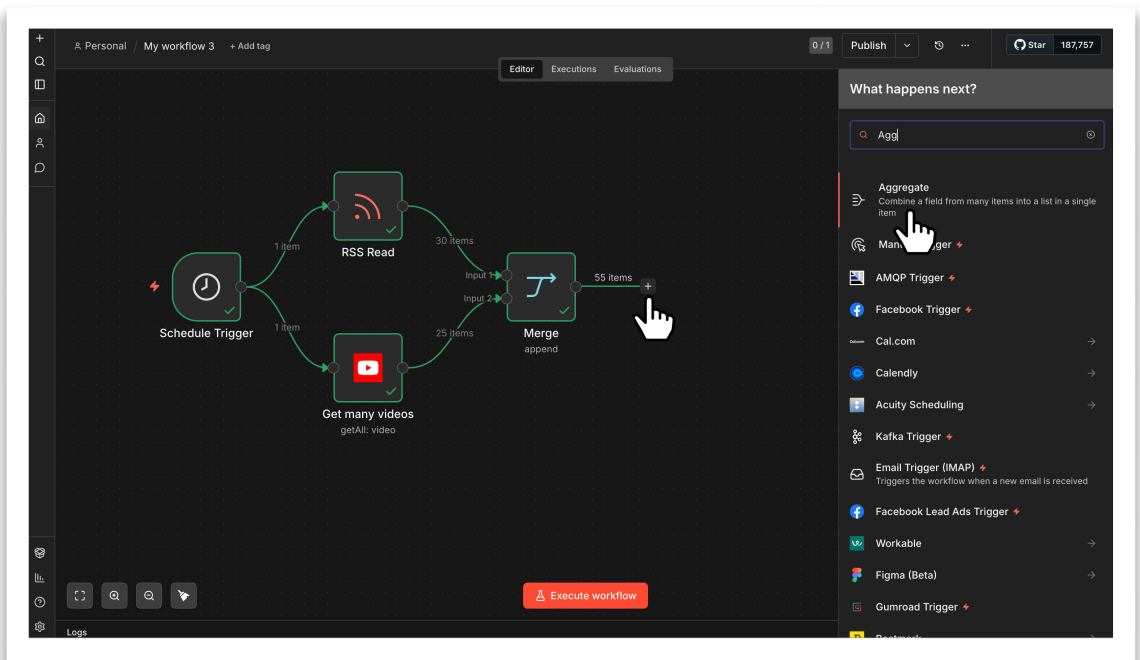 Personal / My workflow 3 + Add tag
0 / 1
Publish
Star 187,757
Editor Executions Evaluations
What happens next?
Agg
Aggregate
Combine a field from many items into a list in a single
item
AMQP Trigger
Facebook Trigger
Cal.com
Calendly
Acuity Scheduling
Kafka Trigger
Email Trigger (IMAP)
Triggers the workflow when a new email is received
Facebook Lead Ads Trigger
Workable
Figma (Beta)
Gumroad Trigger
1 item
RSS Read
30 items
Input 1
55 items
Input 2
Schedule Trigger
1 item
25 items
Merge
append
Get many videos
getAll: video
Execute workflow
Logs